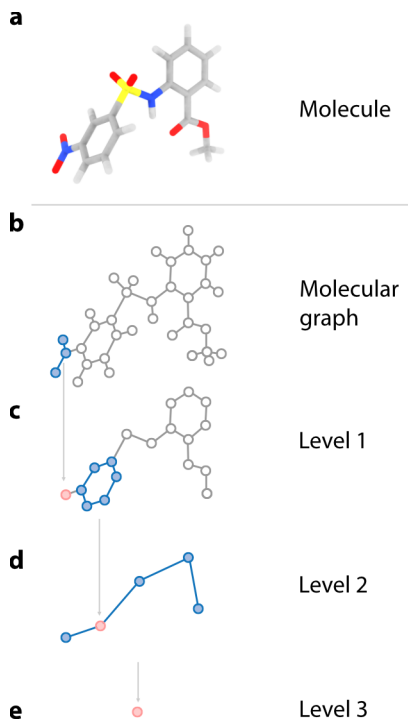 a
Molecule
b
Molecular
graph
c
Level 1
d
Level 2
e
Level 3